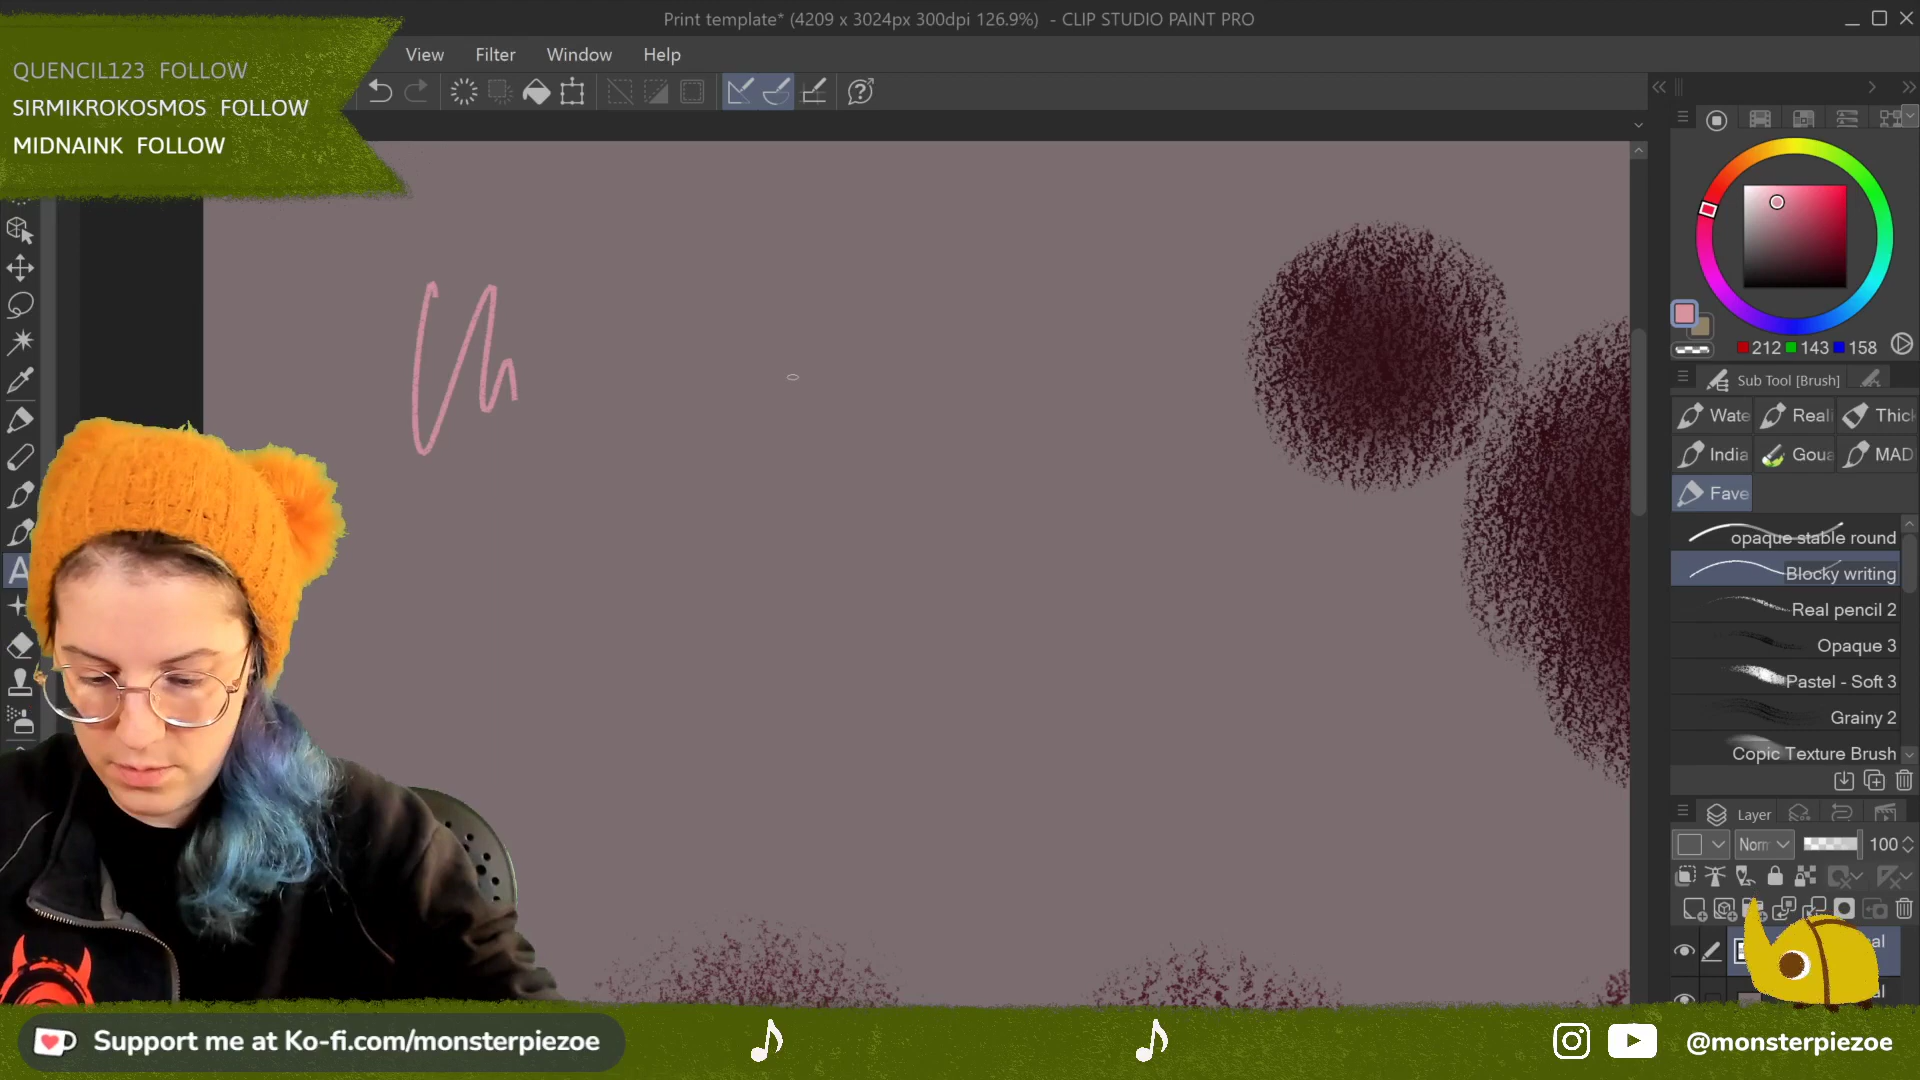 Print template* (4209 x 3024px 300dpi 126.9%) - CLIP STUDIO PAINT PRO
QUENCIL123 FOLLOW
SIRMIKROKOSMOS FOLLOW
MIDNAINK FOLLOW
View Filter Window Help
212 143 158
Sub Tool [Brush]
Wate Reali Thick
India Goua MAD
Fave
opaque stable round
Blocky writing
Real pencil 2
Opaque 3
Pastel - Soft 3
Grainy 2
Copic Texture Brush
Layer
Norm 100
al
al
Support me at Ko-fi.com/monsterpiezoe
@monsterpiezoe